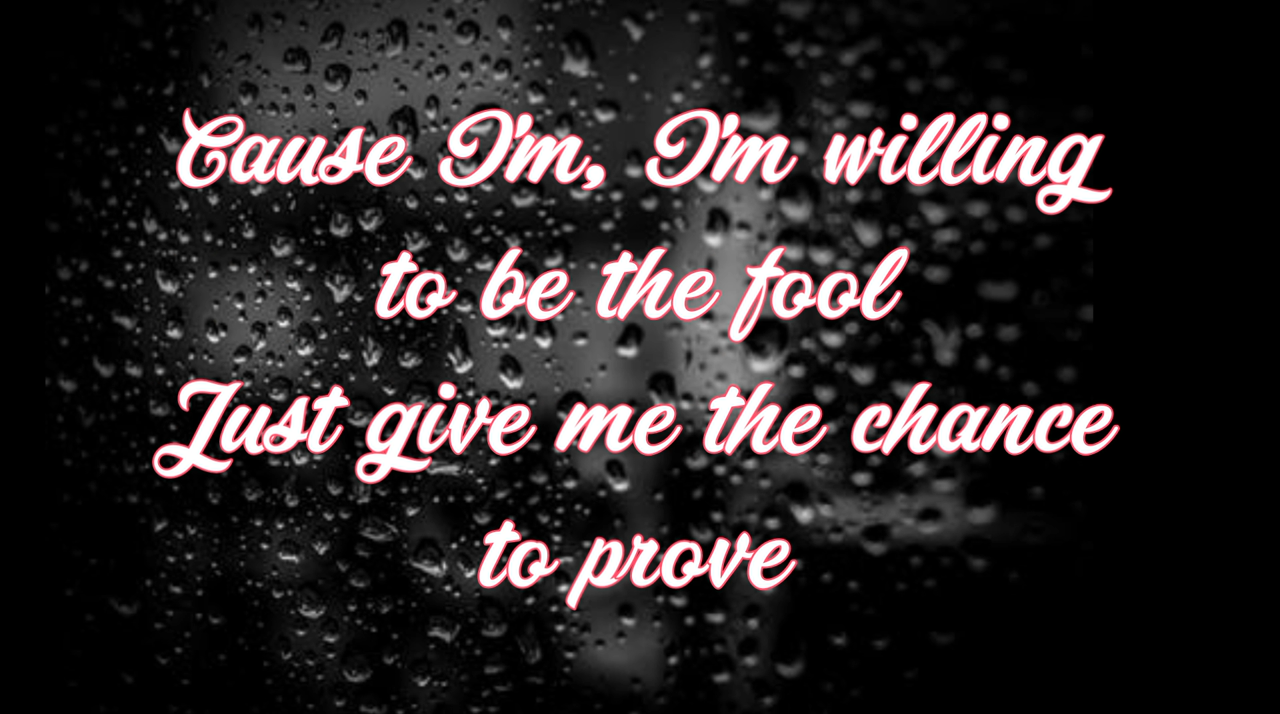 Cause I'm, I'm willing
to be the fool
Just give me the chance
to prove